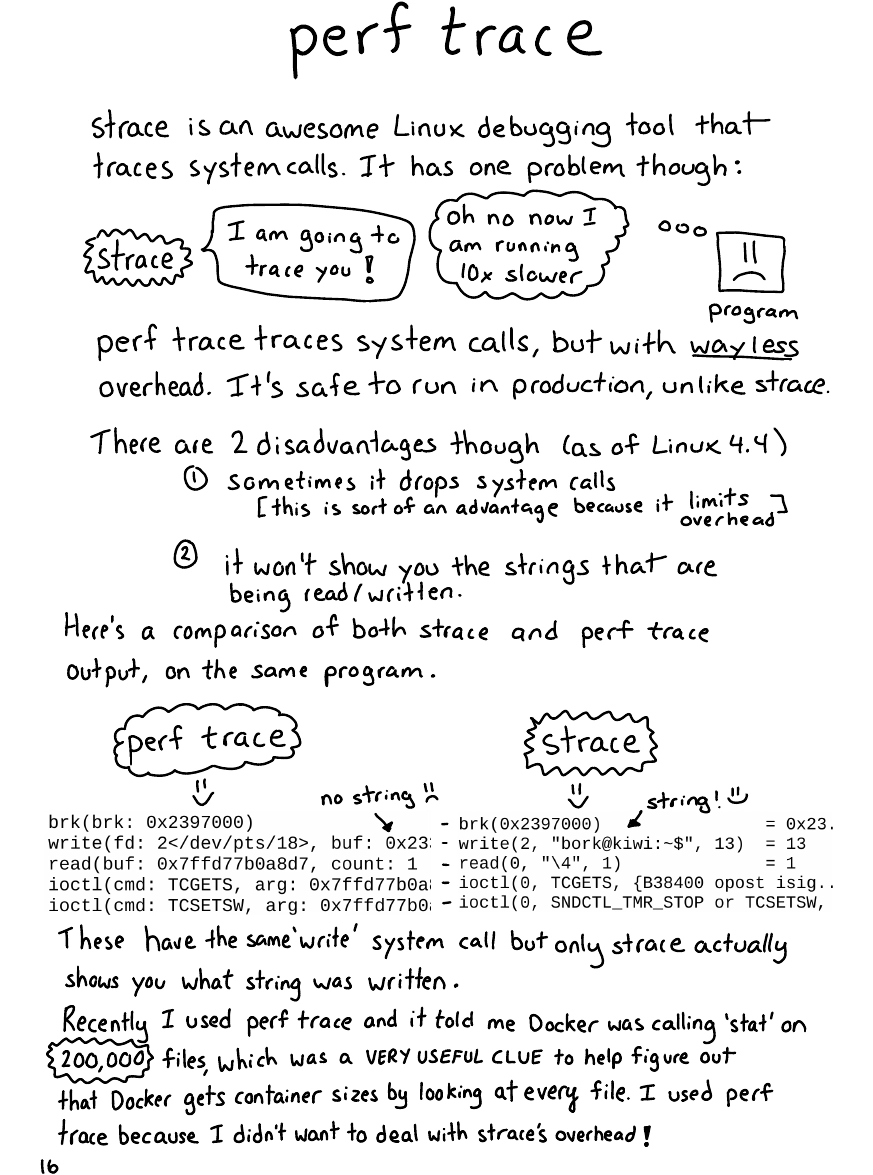 perf trace
strace is an awesome Linux debugging tool that
traces system calls. It has one problem though:
strace
I am going to
trace you!
oh no now I
am running
10x slower
program
perf trace traces system calls, but with way less
overhead. It's safe to run in production, unlike strace.
There are 2 disadvantages though (as of Linux 4.4)
① sometimes it drops system calls
[this is sort of an advantage because it limits
overhead]
② it won't show you the strings that are
being read/written.
Here's a comparison of both strace and perf trace
output, on the same program.
perf trace
no string
brk(brk: 0x2397000)
write(fd: 2</dev/pts/18>, buf: 0x23
read(buf: 0x7ffd77b0a8d7, count: 1
ioctl(cmd: TCGETS, arg: 0x7ffd77b0a
ioctl(cmd: TCSETSW, arg: 0x7ffd77b0
strace
string!
- brk(0x2397000) = 0x23.
- write(2, "bork@kiwi:~$", 13) = 13
- read(0, "\4", 1) = 1
- ioctl(0, TCGETS, {B38400 opost isig..
- ioctl(0, SNDCTL_TMR_STOP or TCSETSW,
These have the same 'write' system call but only strace actually
shows you what string was written.
Recently I used perf trace and it told me Docker was calling 'stat' on
200,000 files, which was a VERY USEFUL CLUE to help figure out
that Docker gets container sizes by looking at every file. I used perf
trace because I didn't want to deal with strace's overhead!
16